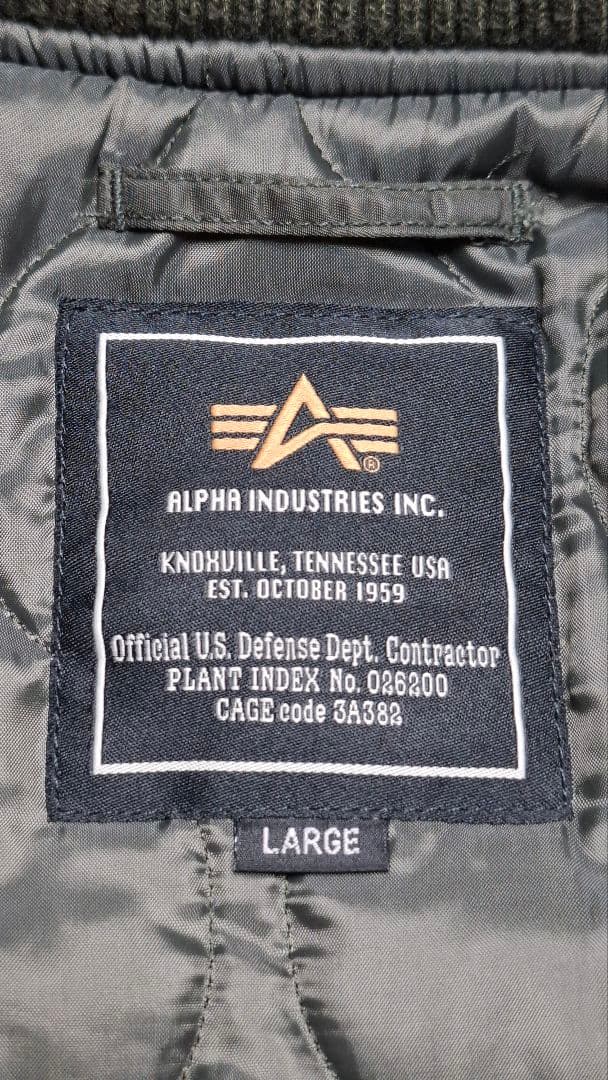 ®
ALPHA INDUSTRIES INC.
KNOXVILLE, TENNESSEE USA
EST. OCTOBER 1959
Official U.S. Defense Dept. Contractor
PLANT INDEX No. 026200
CAGE code 3A382
LARGE